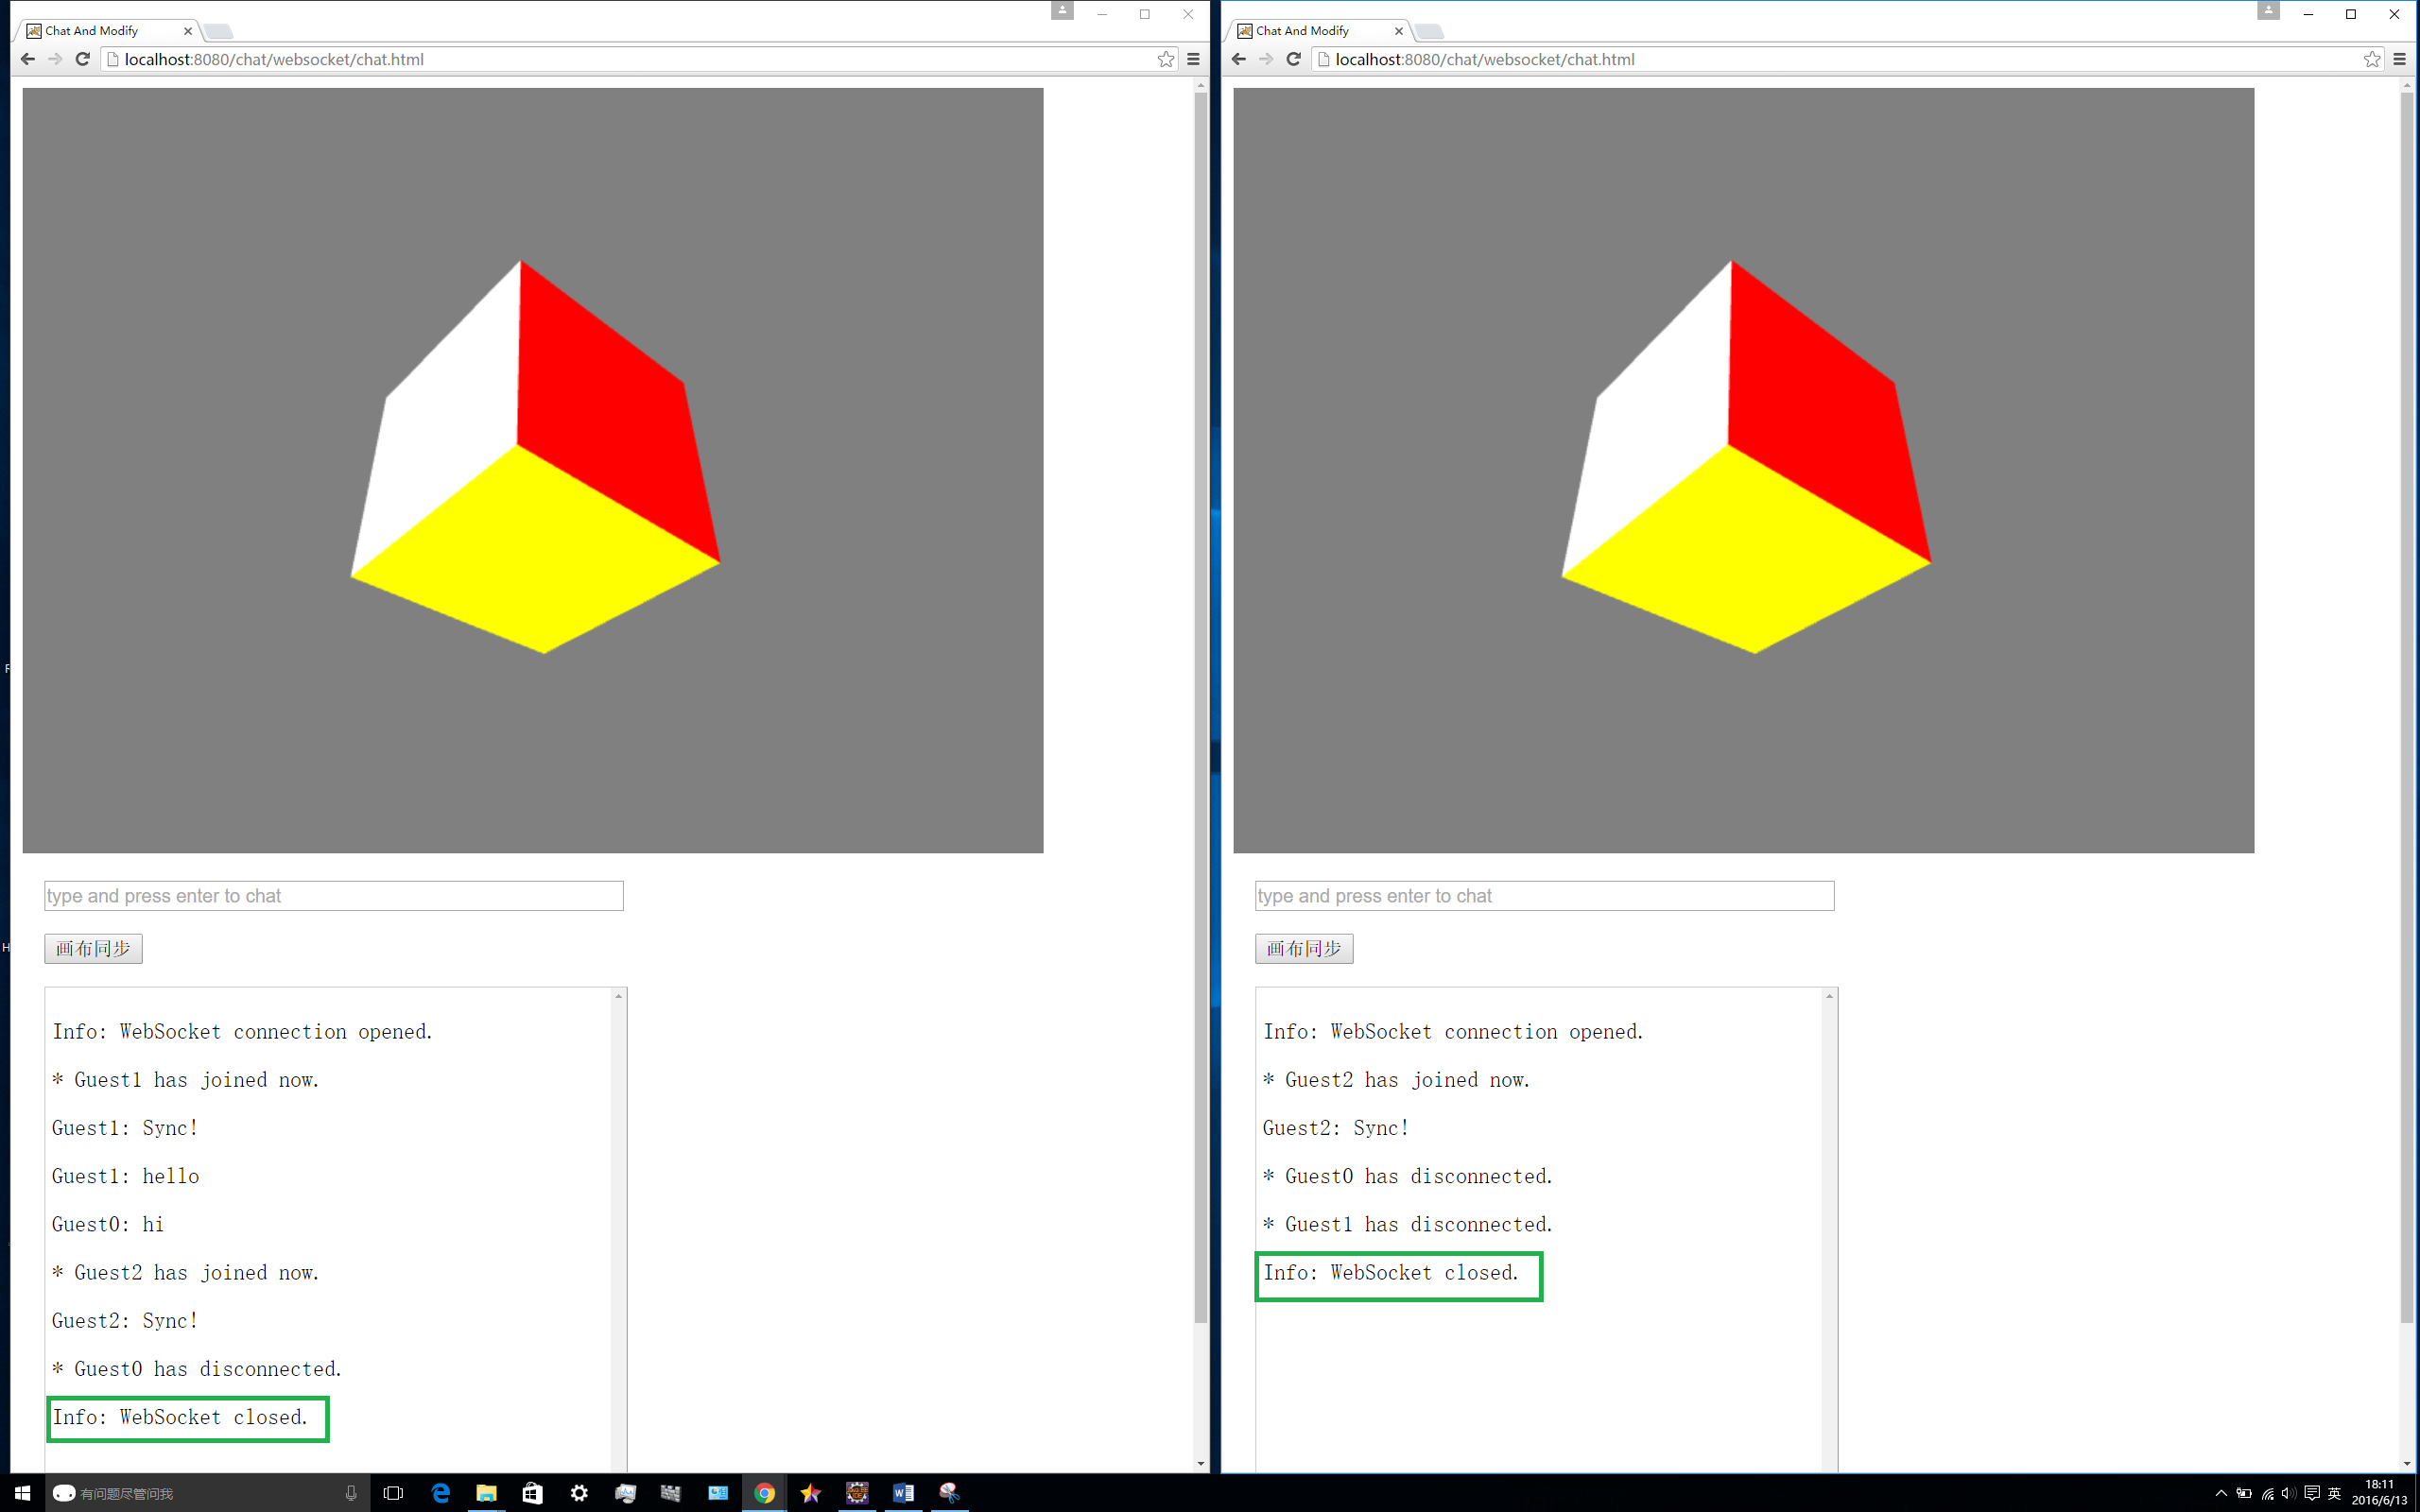 Chat And Modify
localhost:8080/chat/websocket/chat.html
type and press enter to chat
画布同步
Info: WebSocket connection opened.
* Guest1 has joined now.
Guest1: Sync!
Guest1: hello
Guest0: hi
* Guest2 has joined now.
Guest2: Sync!
* Guest0 has disconnected.
Info: WebSocket closed.
Chat And Modify
localhost:8080/chat/websocket/chat.html
type and press enter to chat
画布同步
Info: WebSocket connection opened.
* Guest2 has joined now.
Guest2: Sync!
* Guest0 has disconnected.
* Guest1 has disconnected.
Info: WebSocket closed.
F
H
有问题尽管问我
英
18:11
2016/6/13